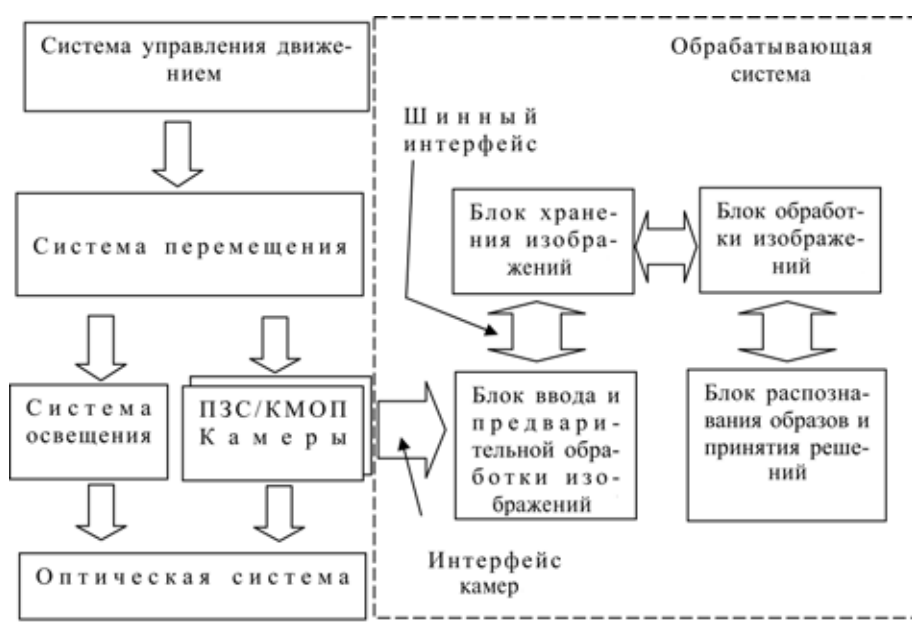 Система управления движе-
нием
Обрабатывающая
система
Шинный
интерфейс
Система перемещения
Блок хране-
ния изобра-
жений
Блок обработ-
ки изображе-
ний
Система
освещения
ПЗС/КМОП
Камеры
Блок ввода и
предвари-
тельной обра-
ботки изо-
бражений
Блок распозна-
вания образов и
принятия реше-
ний
Оптическая система
Интерфейс
камер